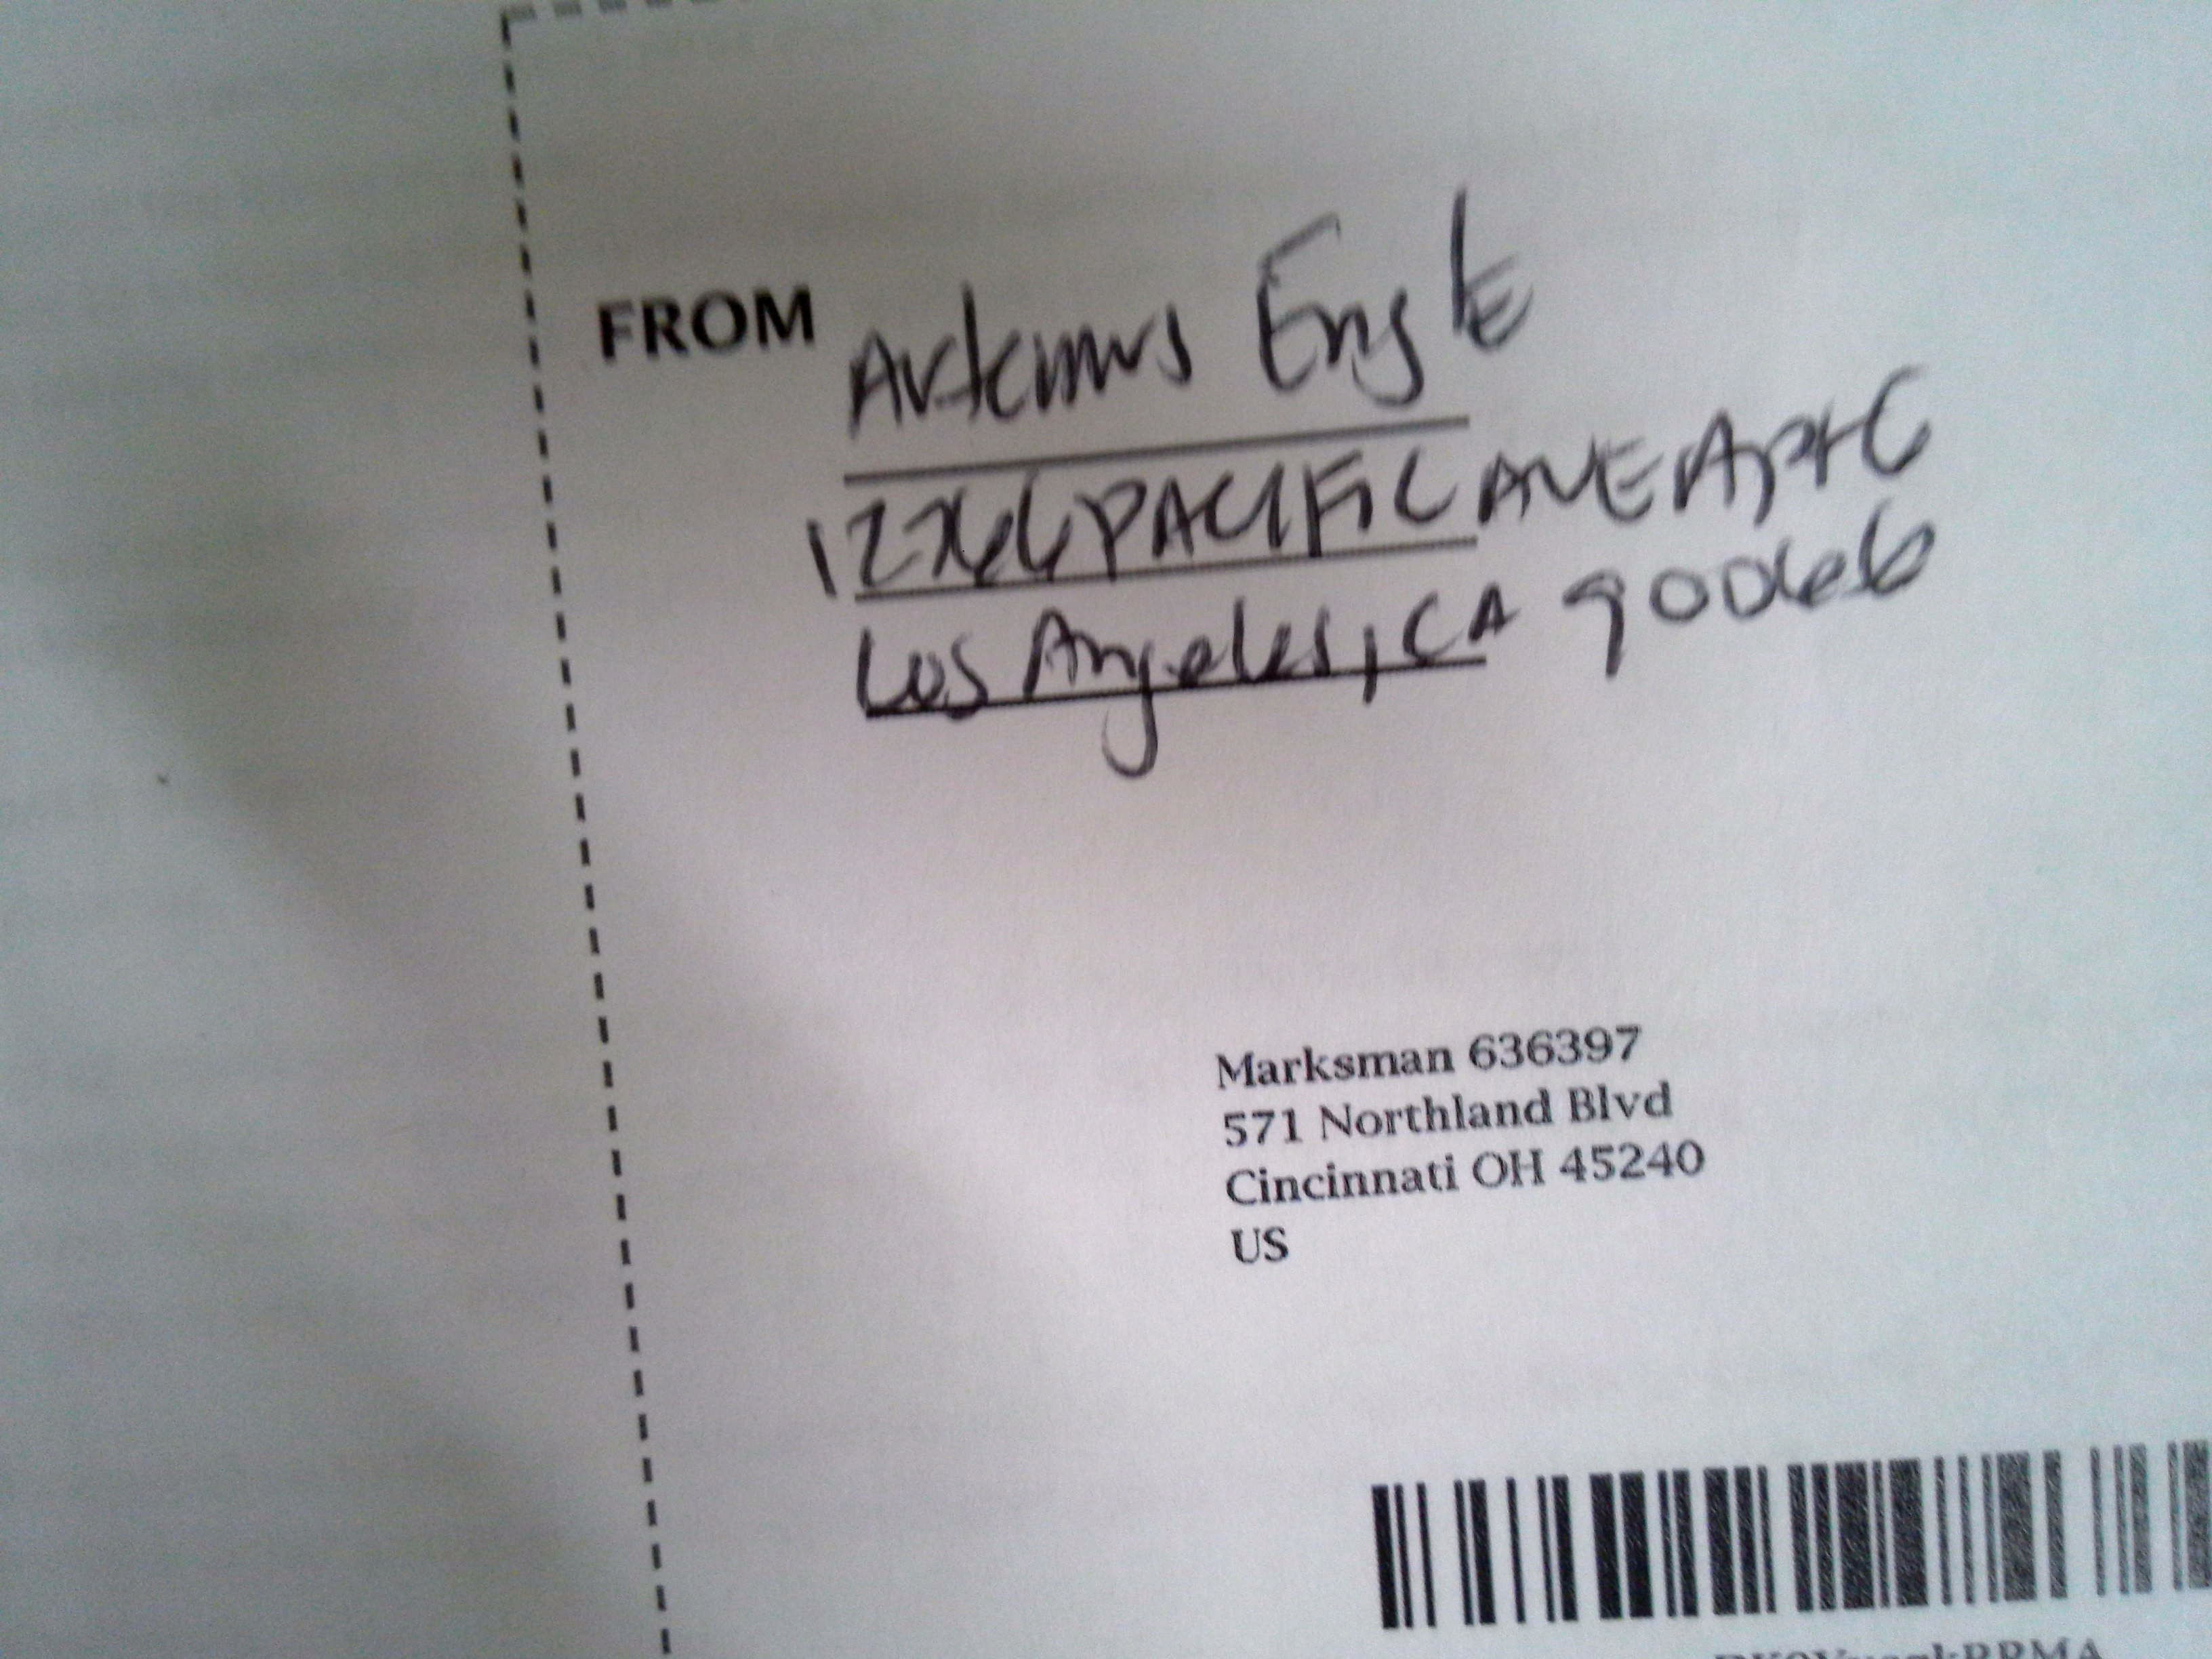 FROM
Artemus Engle
12766 PACIFIC AVE Apt C
Los Angeles, CA 90066
Marksman 636397
571 Northland Blvd
Cincinnati OH 45240
US